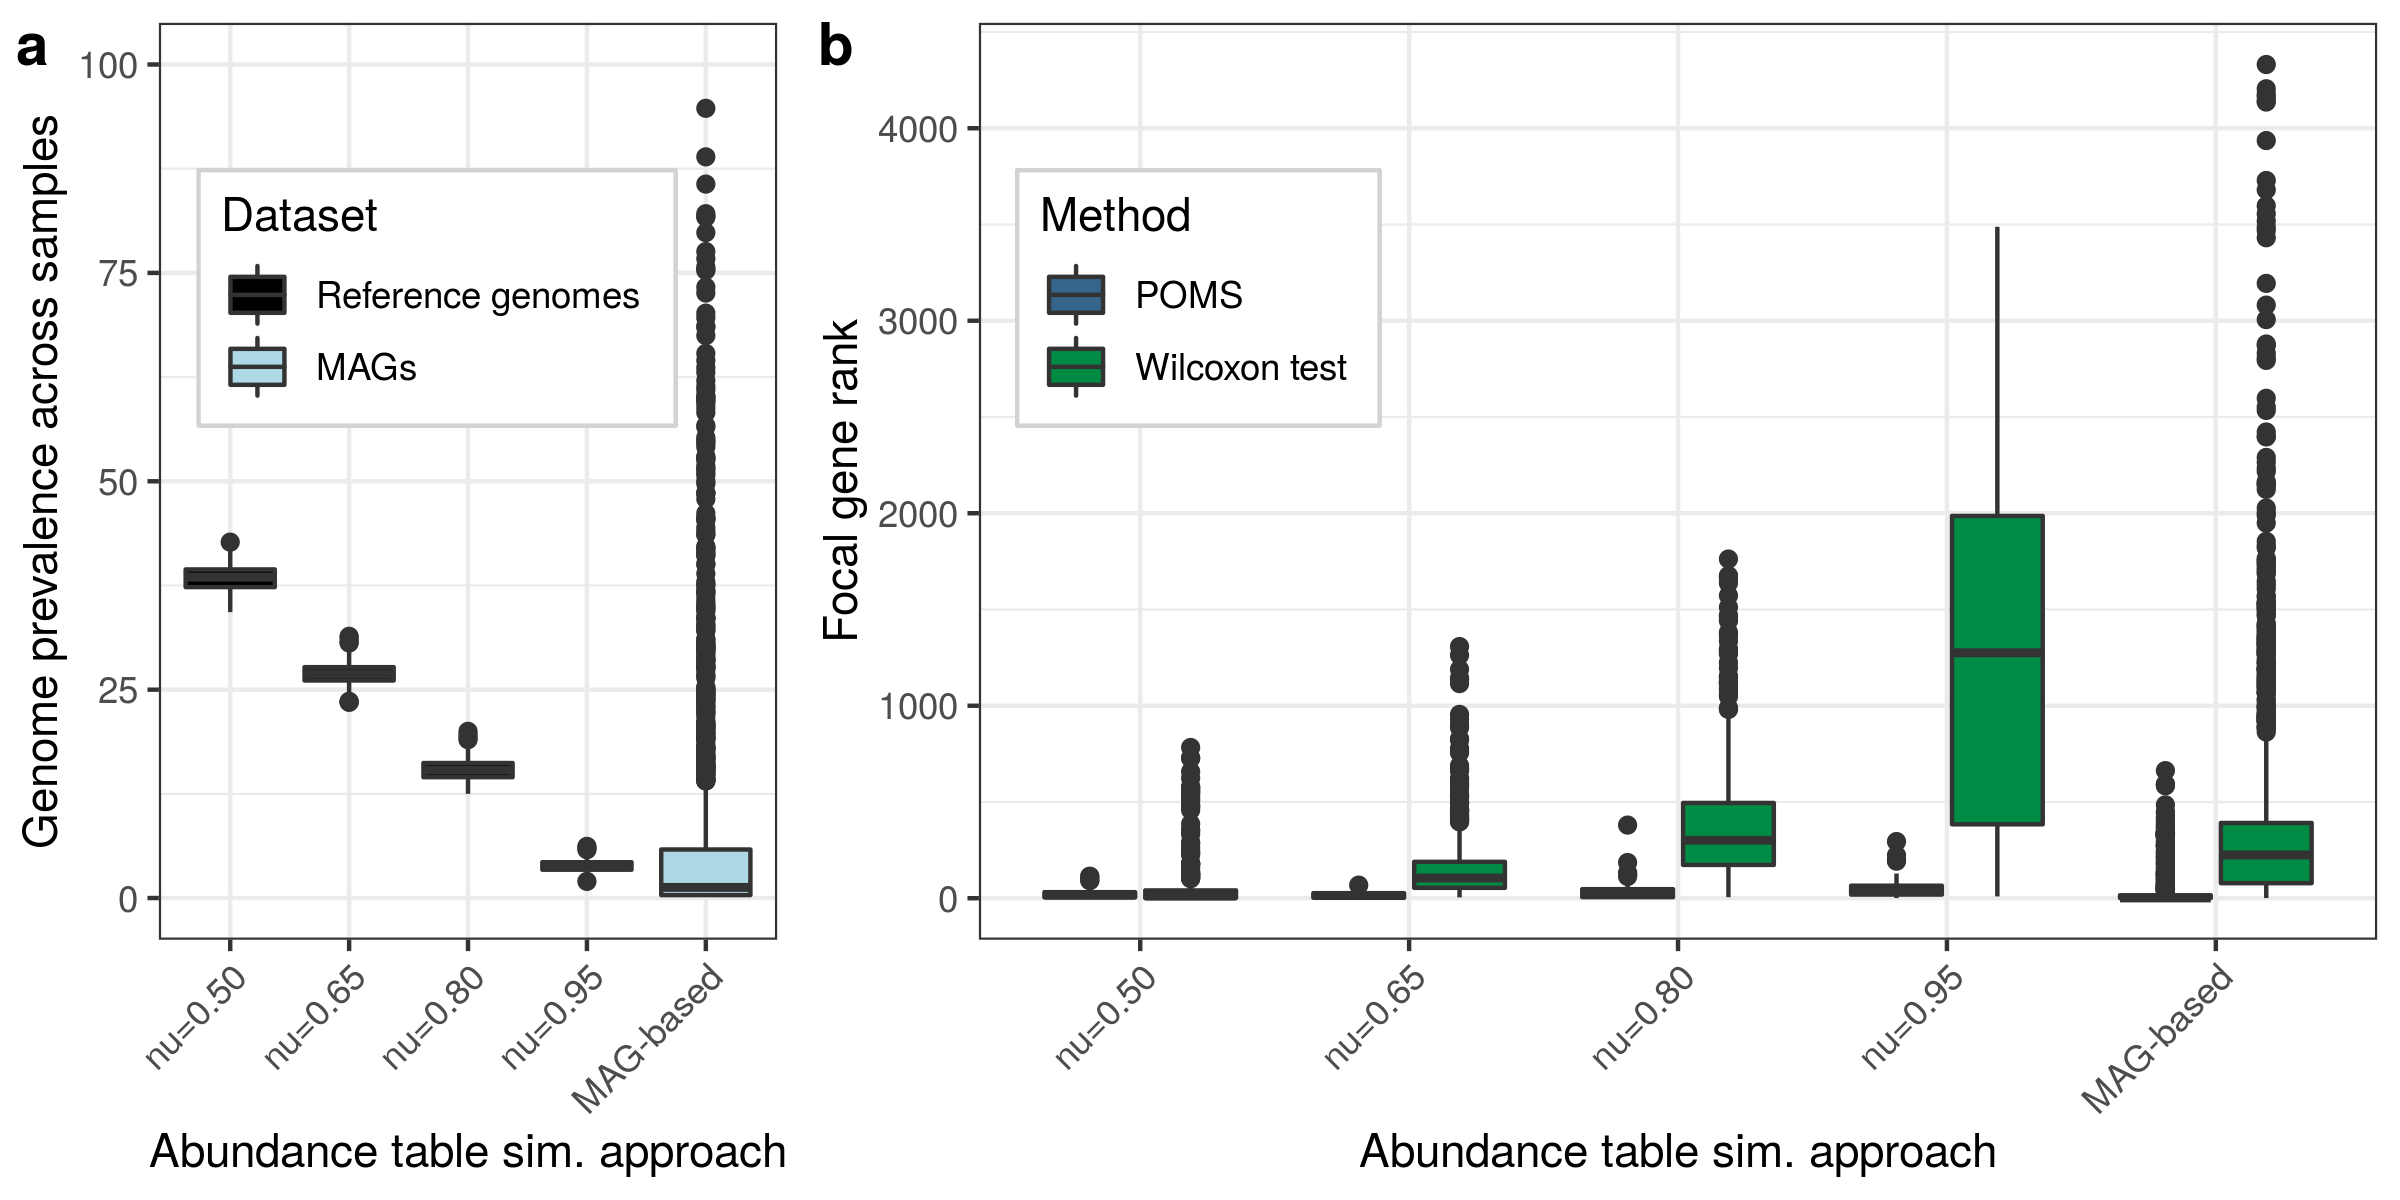 a
Genome prevalence across samples
100
75
50
25
0
Dataset
Reference genomes
MAGs
nu=0.50
nu=0.65
nu=0.80
nu=0.95
MAG-based
Abundance table sim. approach
b
Focal gene rank
4000
3000
2000
1000
0
Method
POMS
Wilcoxon test
nu=0.50
nu=0.65
nu=0.80
nu=0.95
MAG-based
Abundance table sim. approach